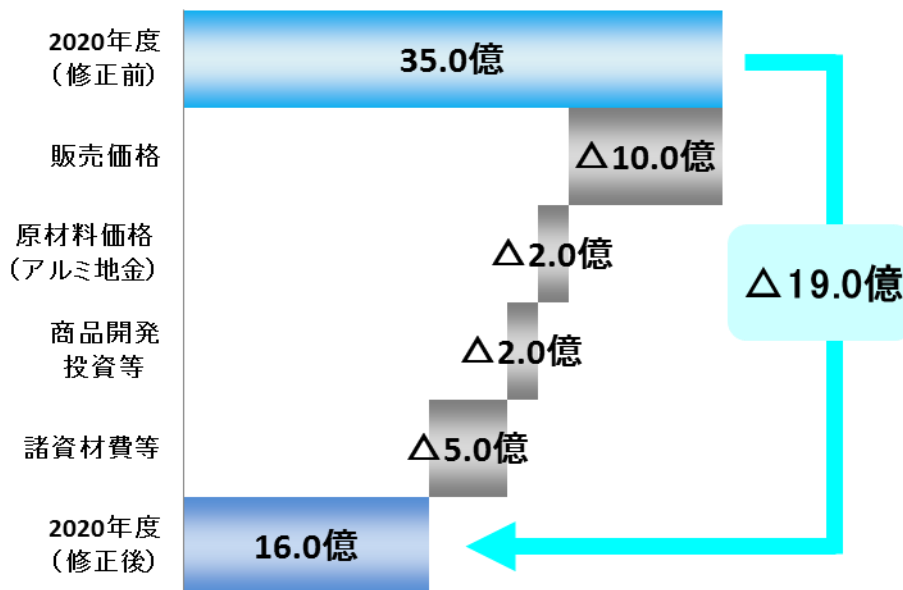 2020年度
（修正前）
35.0億
販売価格
△10.0億
原材料価格
（アルミ地金）
△2.0億
△19.0億
商品開発
投資等
△2.0億
諸資材費等
△5.0億
2020年度
（修正後）
16.0億